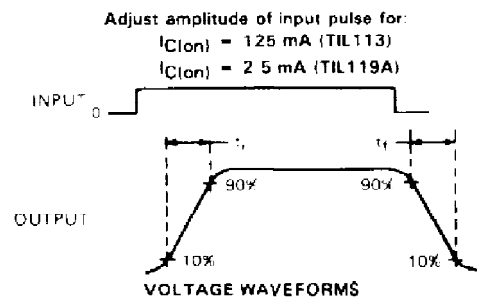 Adjust amplitude of input pulse for:
IC(on) = 125 mA (TIL113)
IC(on) = 2 5 mA (TIL119A)
INPUT
0
tr
tf
90%
90%
OUTPUT
10%
10%
VOLTAGE WAVEFORMS